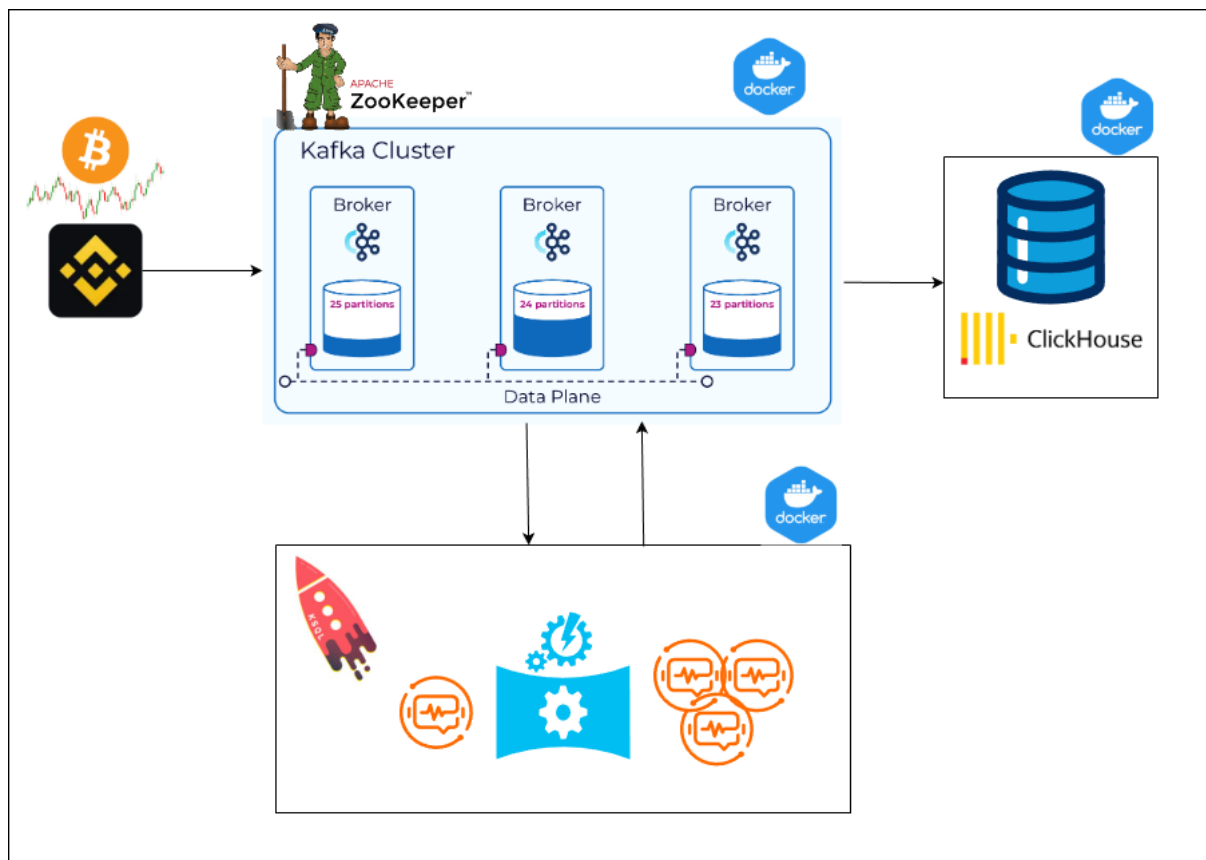 APACHE
ZooKeeper™
docker
docker
Kafka Cluster
Broker
Broker
Broker
25 partitions
24 partitions
23 partitions
ClickHouse
Data Plane
docker
KSQL